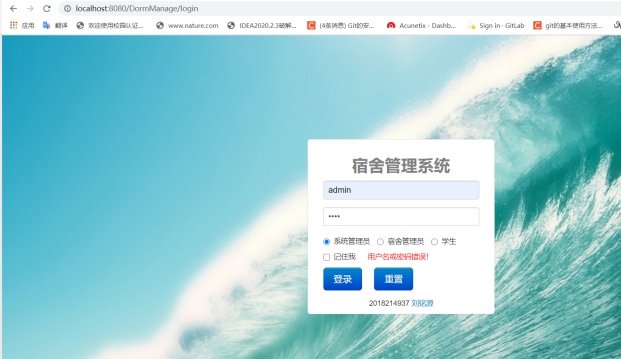 localhost:8080/DormManage/login
应用 翻译 欢迎使用校园认证... www.nature.com IDEA2020.2.3破解... (4条消息) Git的安... Acunetix - Dashb... Sign in · GitLab git的基本使用方法...
宿舍管理系统
admin
••••
系统管理员 宿舍管理员 学生
记住我 用户名或密码错误!
登录 重置
2018214937 刘铭源